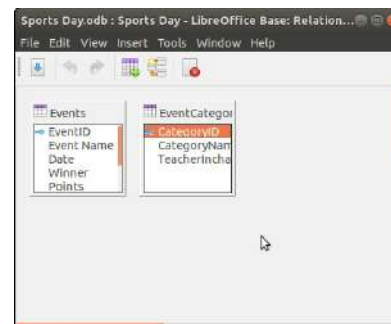 Sports Day.odb : Sports Day - LibreOffice Base: Relation...
File Edit View Insert Tools Window Help
Events
EventID
Event Name
Date
Winner
Points
EventCategor
CategoryID
CategoryNam
TeacherIncha